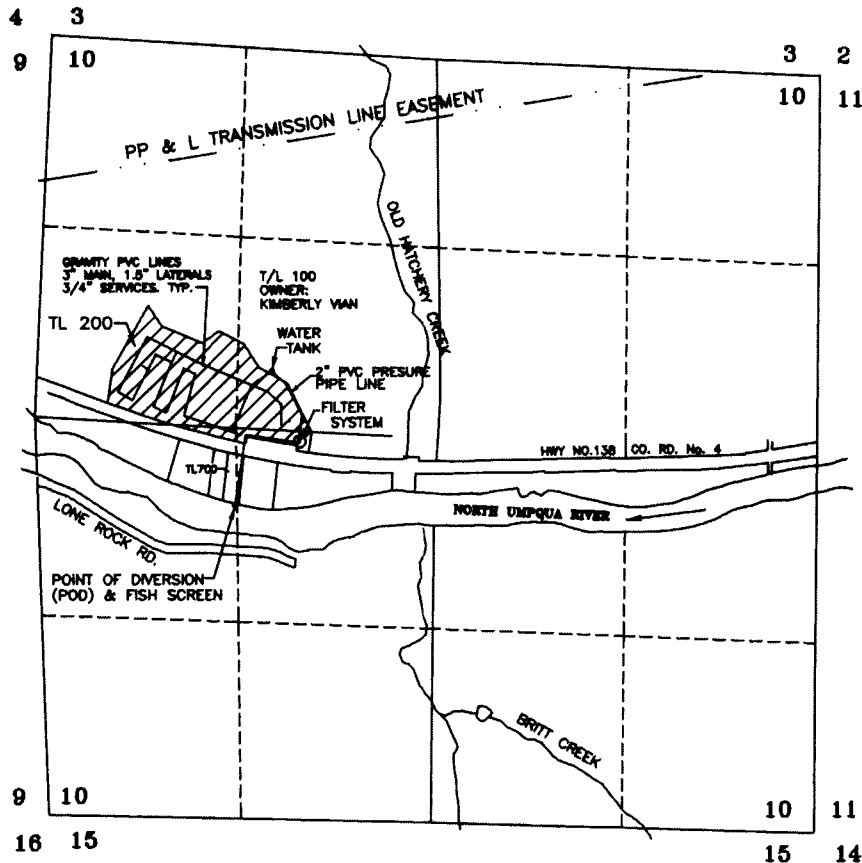 4 3
3 2
9 10
10 11
PP & L TRANSMISSION LINE EASEMENT
OLD HATCHERY CREEK
GRAVITY PVC LINES
3" MAIN, 1.5" LATERALS
3/4" SERVICES. TYP.
T/L 100
OWNER:
KIMBERLY VIAN
TL 200
WATER
TANK
2" PVC PRESURE
PIPE LINE
FILTER
SYSTEM
HWY NO.138 CO. RD. No. 4
TL700
NORTH UMPQUA RIVER
LONE ROCK RD.
POINT OF DIVERSION
(POD) & FISH SCREEN
BRITT CREEK
9 10
10 11
16 15
15 14